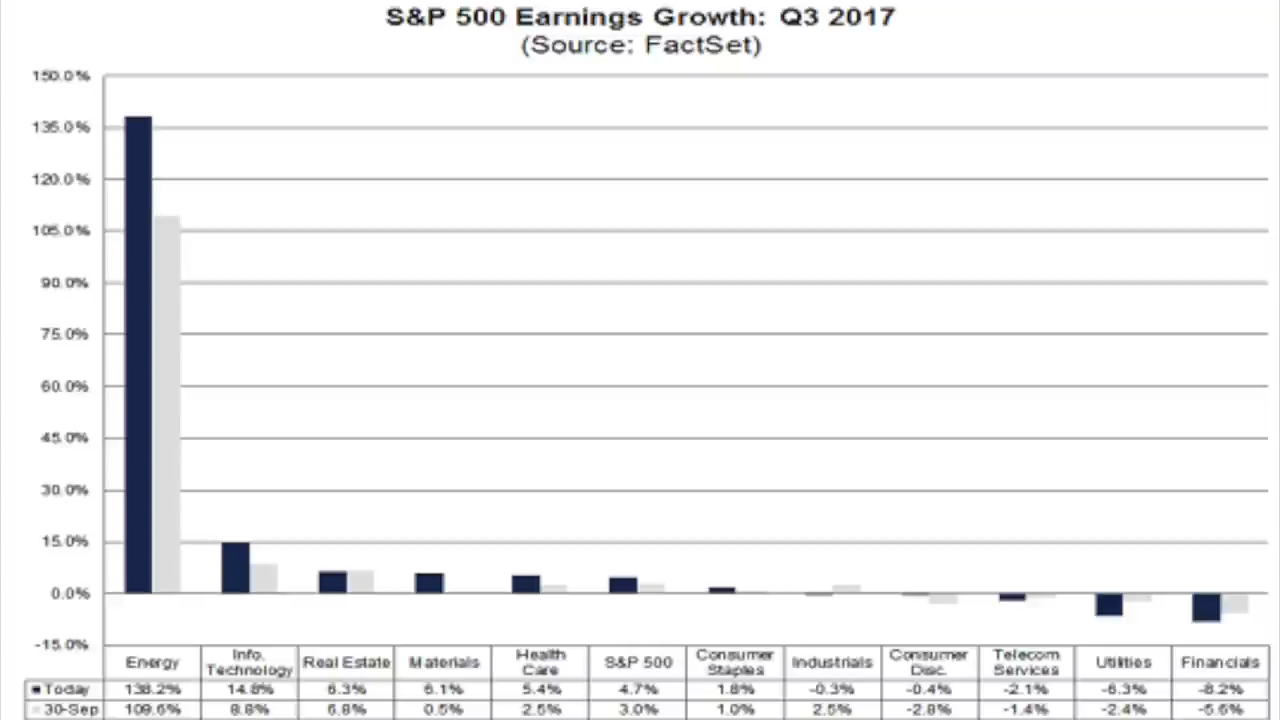 S&P 500 Earnings Growth: Q3 2017
(Source: FactSet)
150.0%
135.0%
120.0%
105.0%
90.0%
75.0%
60.0%
45.0%
30.0%
15.0%
0.0%
-15.0%
Energy Info. Technology Real Estate Materials Health Care S&P 500 Consumer Staples Industrials Consumer Disc. Telecom Services Utilities Financials
Today 138.2% 14.8% 6.3% 6.1% 5.4% 4.7% 1.8% -0.3% -0.4% -2.1% -6.3% -8.2%
30-Sep 109.6% 8.8% 6.8% 0.5% 2.5% 3.0% 1.0% 2.5% -2.8% -1.4% -2.4% -5.6%